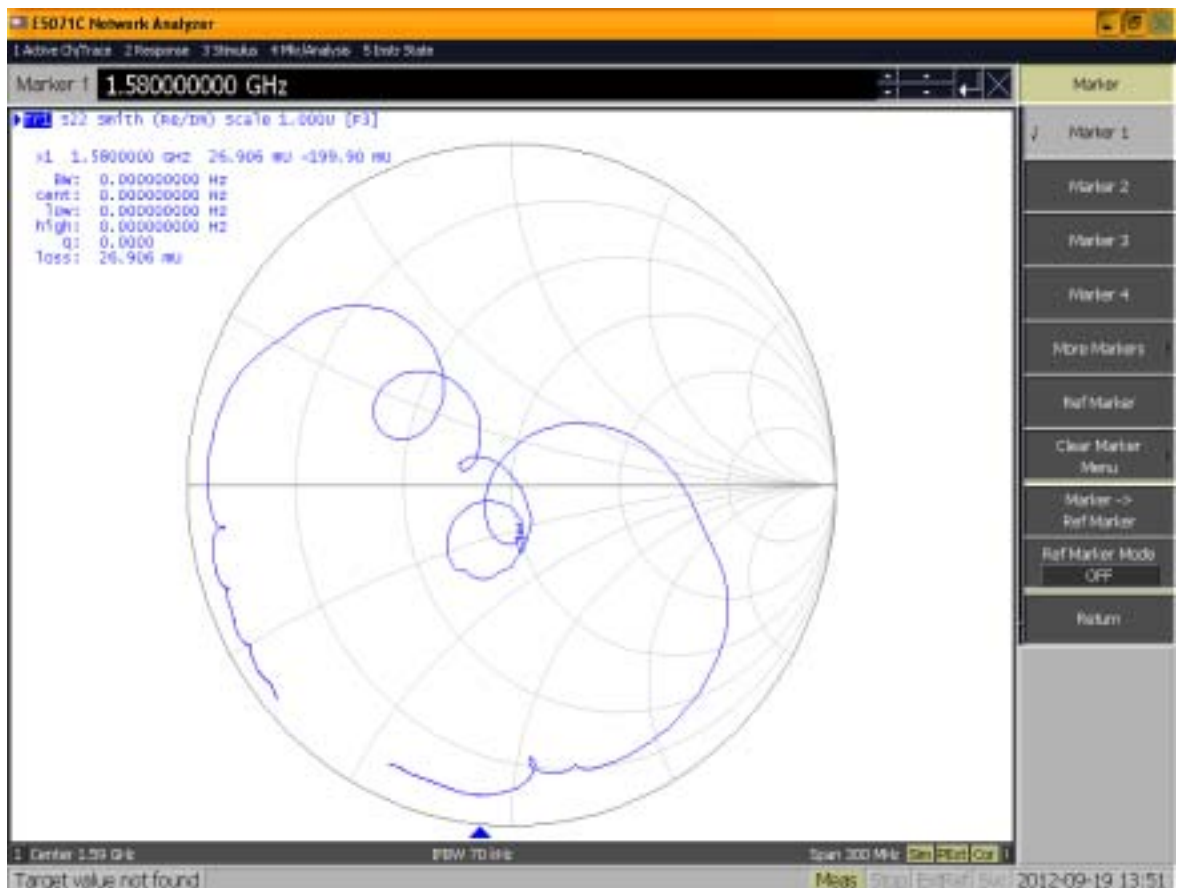 E5071C Network Analyzer
1 Active Ch/Trace 2 Response 3 Stimulus 4 Mkr/Analysis 5 Instr State
Marker 1 1.580000000 GHz
Tr1 S22 Smith (Re/Im) Scale 1.000U [F3]
>1 1.5800000 GHz 26.906 mU -199.90 mU
BW: 0.000000000 Hz
cent: 0.000000000 Hz
low: 0.000000000 Hz
high: 0.000000000 Hz
Q: 0.0000
loss: 26.906 mU
Marker
Marker 1
Marker 2
Marker 3
Marker 4
More Markers
Ref Marker
Clear Marker
Menu
Marker ->
Ref Marker
Ref Marker Mode
OFF
Return
1 Center 1.59 GHz IFBW 70 kHz Span 300 MHz Cor
Target value not found Meas Stop ExtRef Svc 2012-09-19 13:51